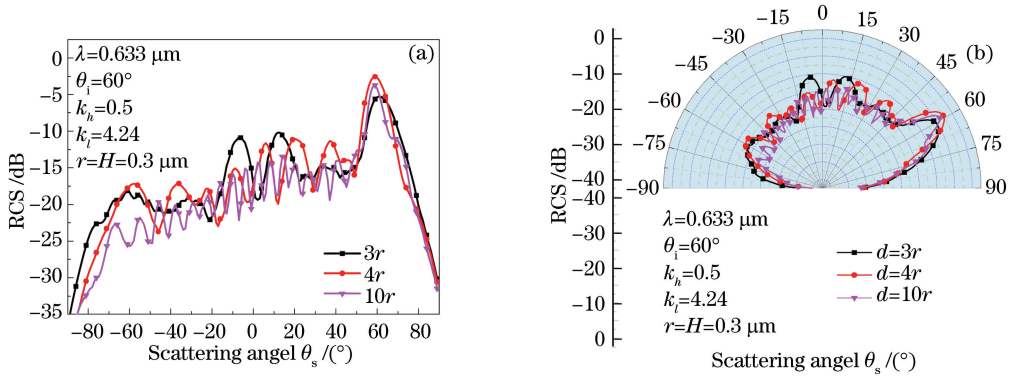 (a)
λ=0.633 μm
θi=60°
kh=0.5
kl=4.24
r=H=0.3 μm
3r
4r
10r
RCS /dB
0
−5
−10
−15
−20
−25
−30
−35
−80 −60 −40 −20 0 20 40 60 80
Scattering angel θs /(°)
(b)
RCS /dB
0
−10
−20
−30
−40
−30
−20
−10
0
−90
−75
−60
−45
−30
−15
0
15
30
45
60
75
90
λ=0.633 μm
θi=60°
kh=0.5
kl=4.24
r=H=0.3 μm
d=3r
d=4r
d=10r
Scattering angel θs /(°)